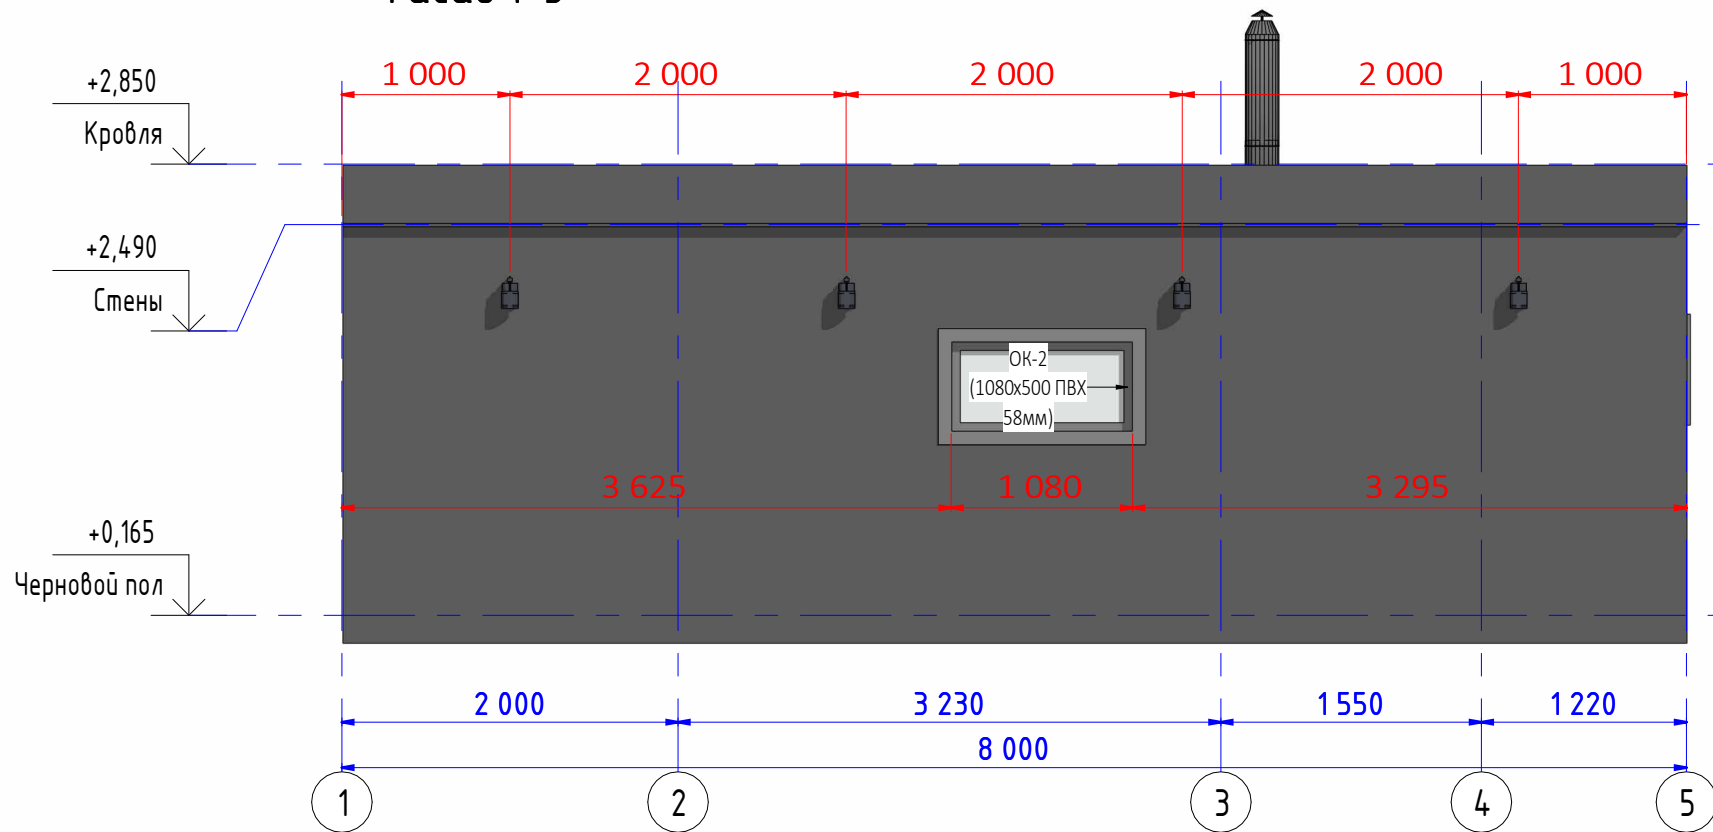 1 000 2 000 2 000 2 000 1 000
+2,850
Кровля
+2,490
Стены
ОК-2
(1080х500 ПВХ
58мм)
3 625 1 080 3 295
+0,165
Черновой пол
2 000 3 230 1 550 1 220
8 000
1 2 3 4 5